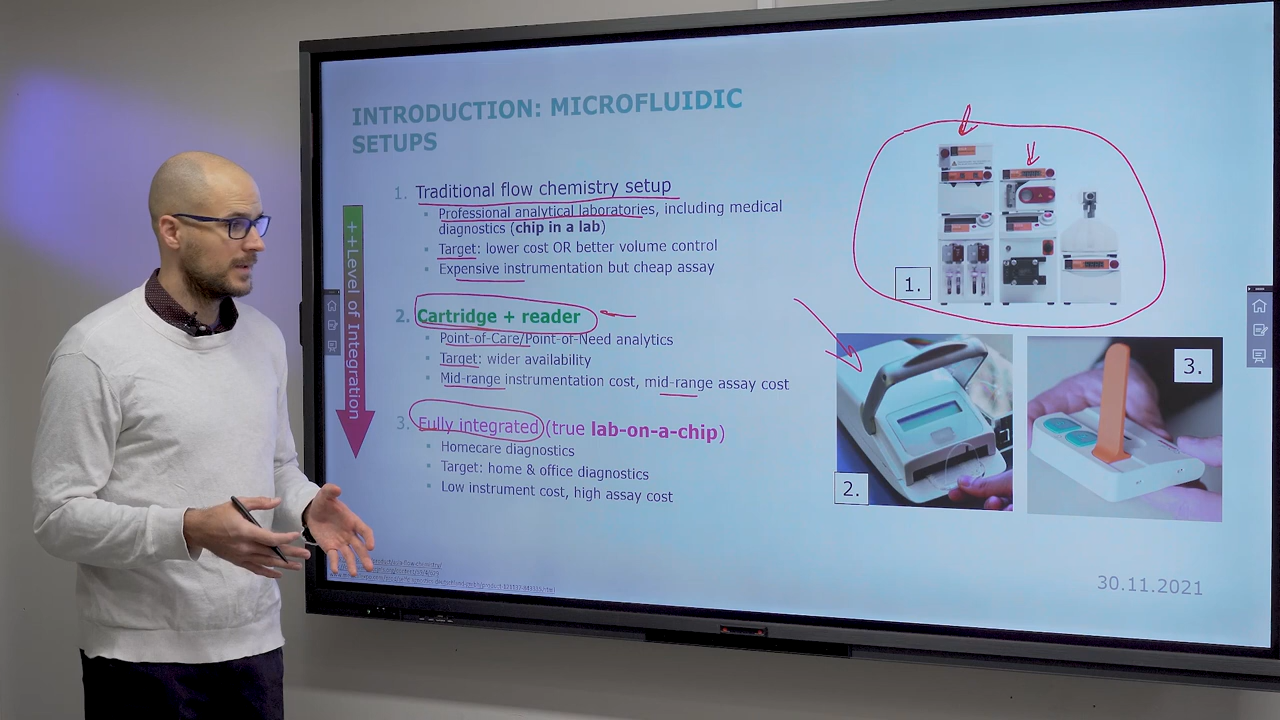 INTRODUCTION: MICROFLUIDIC
SETUPS
++Level of Integration
1. Traditional flow chemistry setup
Professional analytical laboratories, including medical
diagnostics (chip in a lab)
Target: lower cost OR better volume control
Expensive instrumentation but cheap assay
2. Cartridge + reader
Point-of-Care/Point-of-Need analytics
Target: wider availability
Mid-range instrumentation cost, mid-range assay cost
3. Fully integrated (true lab-on-a-chip)
Homecare diagnostics
Target: home & office diagnostics
Low instrument cost, high assay cost
1.
2.
3.
30.11.2021